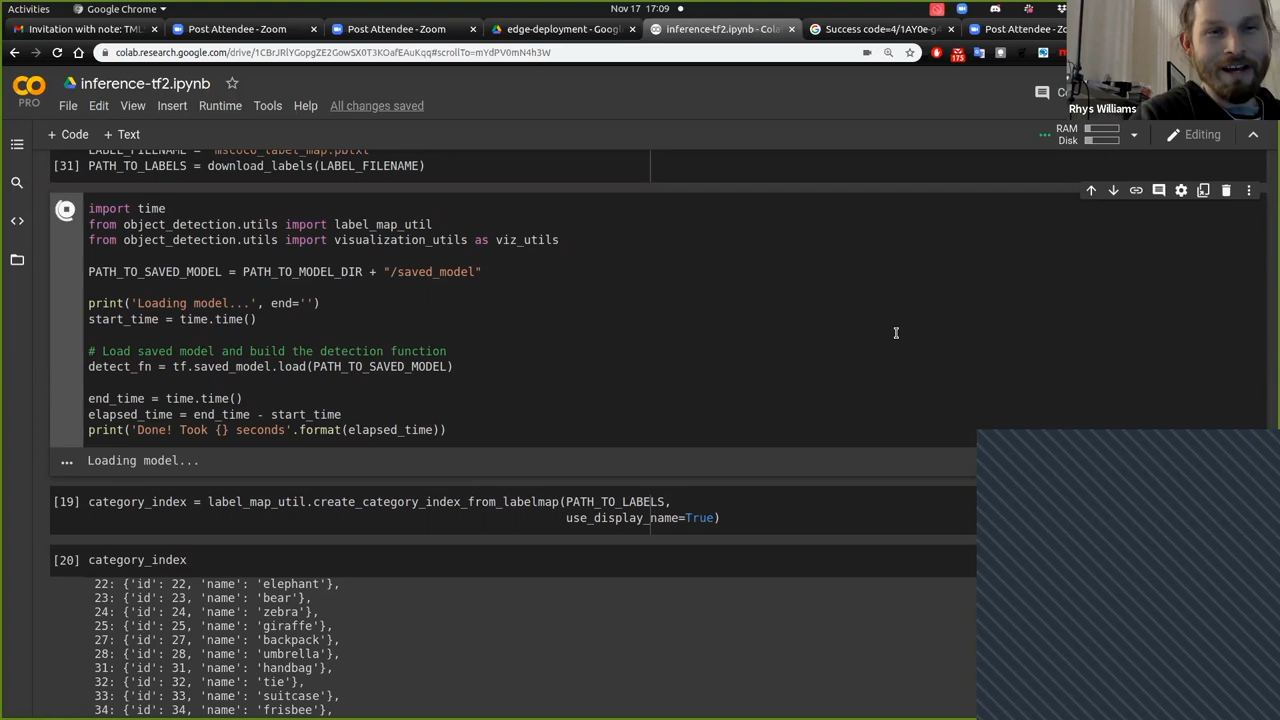 Activities
Google Chrome
Nov 17 17:09
Invitation with note: TMLS
Post Attendee - Zoom
Post Attendee - Zoom
edge-deployment - Google
inference-tf2.ipynb - Colab
Success code=4/1AY0e-g
Post Attendee - Zoo
colab.research.google.com/drive/1CBrJRlYGopgZE2GowSX0T3KOafEAuKqq#scrollTo=mYdPV0mN4h3W
175
CO
PRO
inference-tf2.ipynb
File Edit View Insert Runtime Tools Help All changes saved
Rhys Williams
+ Code + Text
RAM
Disk
Editing
LABEL_FILENAME = 'mscoco_label_map.pbtxt'
[31] PATH_TO_LABELS = download_labels(LABEL_FILENAME)
import time
from object_detection.utils import label_map_util
from object_detection.utils import visualization_utils as viz_utils
PATH_TO_SAVED_MODEL = PATH_TO_MODEL_DIR + "/saved_model"
print('Loading model...', end='')
start_time = time.time()
# Load saved model and build the detection function
detect_fn = tf.saved_model.load(PATH_TO_SAVED_MODEL)
end_time = time.time()
elapsed_time = end_time - start_time
print('Done! Took {} seconds'.format(elapsed_time))
... Loading model...
[19] category_index = label_map_util.create_category_index_from_labelmap(PATH_TO_LABELS,
use_display_name=True)
[20] category_index
22: {'id': 22, 'name': 'elephant'},
23: {'id': 23, 'name': 'bear'},
24: {'id': 24, 'name': 'zebra'},
25: {'id': 25, 'name': 'giraffe'},
27: {'id': 27, 'name': 'backpack'},
28: {'id': 28, 'name': 'umbrella'},
31: {'id': 31, 'name': 'handbag'},
32: {'id': 32, 'name': 'tie'},
33: {'id': 33, 'name': 'suitcase'},
34: {'id': 34, 'name': 'frisbee'},